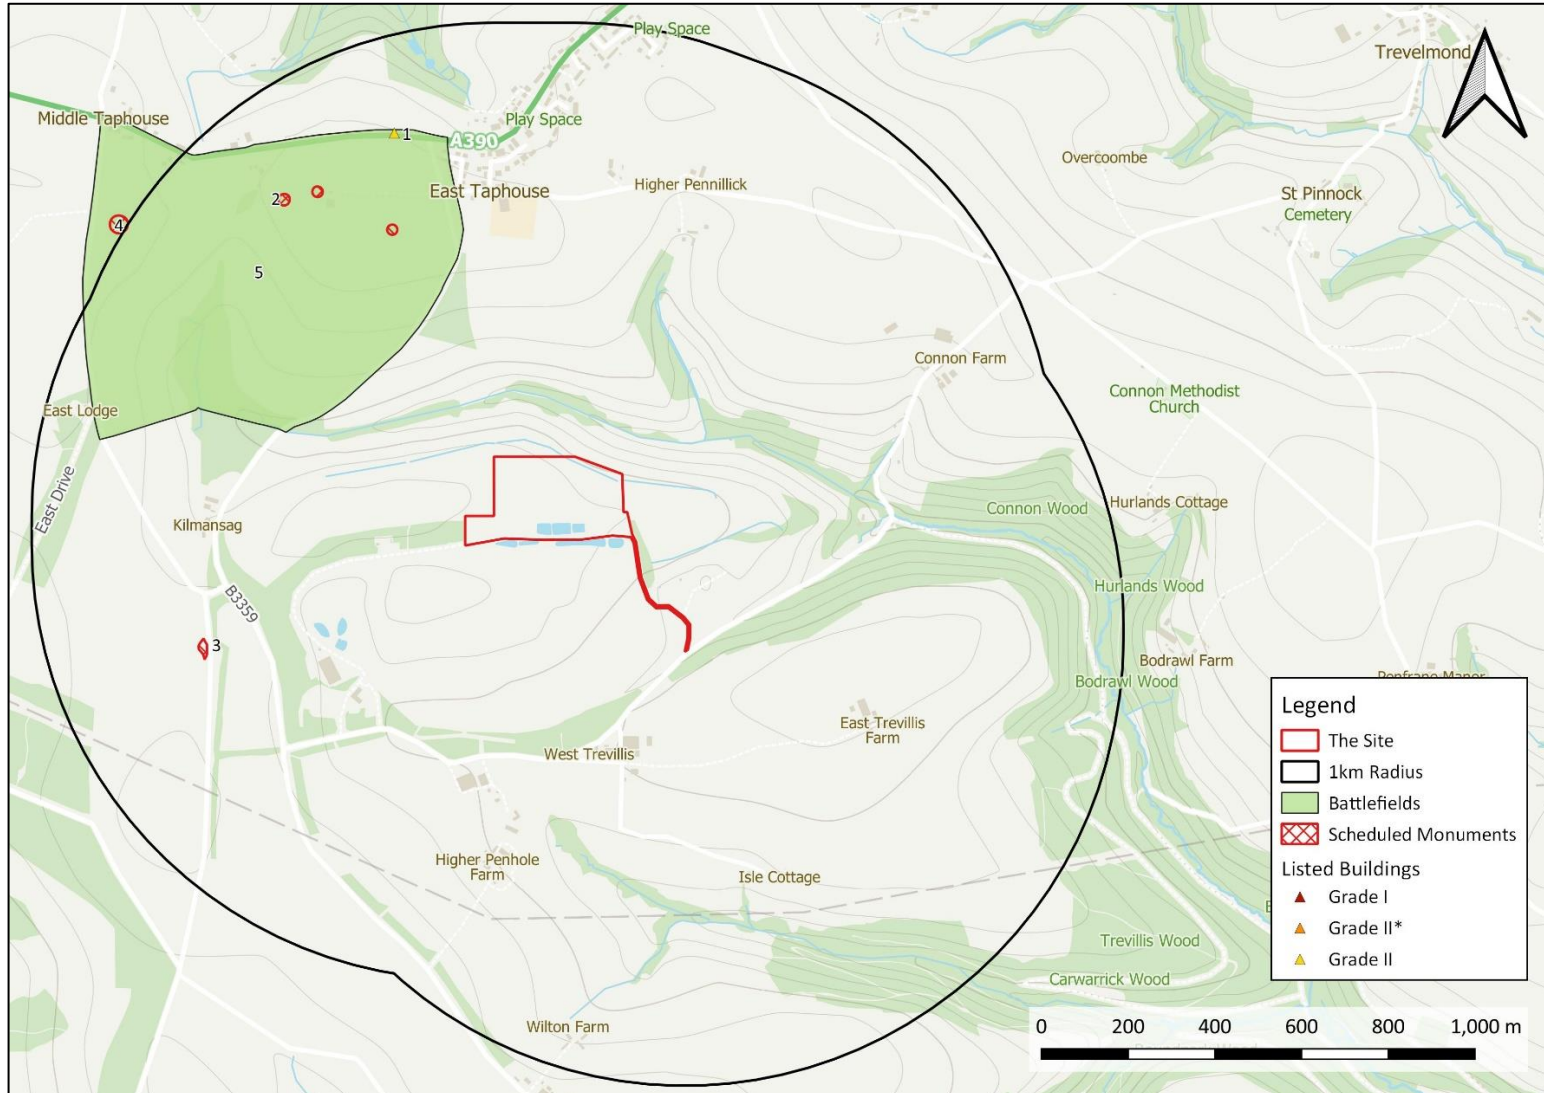 Play Space
Trevelmond
Middle Taphouse
Play Space
1
A390
Overcoombe
East Taphouse
Higher Pennillick
St Pinnock
Cemetery
2
4
5
Connon Farm
Connon Methodist
Church
East Lodge
East Drive
Kilmansag
Connon Wood
Hurlands Cottage
B3359
Hurlands Wood
3
Bodrawl Farm
Bodrawl Wood
East Trevillis
Farm
West Trevillis
Higher Penhole
Farm
Isle Cottage
Trevillis Wood
Carwarrick Wood
Wilton Farm
Legend
The Site
1km Radius
Battlefields
Scheduled Monuments
Listed Buildings
Grade I
Grade II*
Grade II
0 200 400 600 800 1,000 m